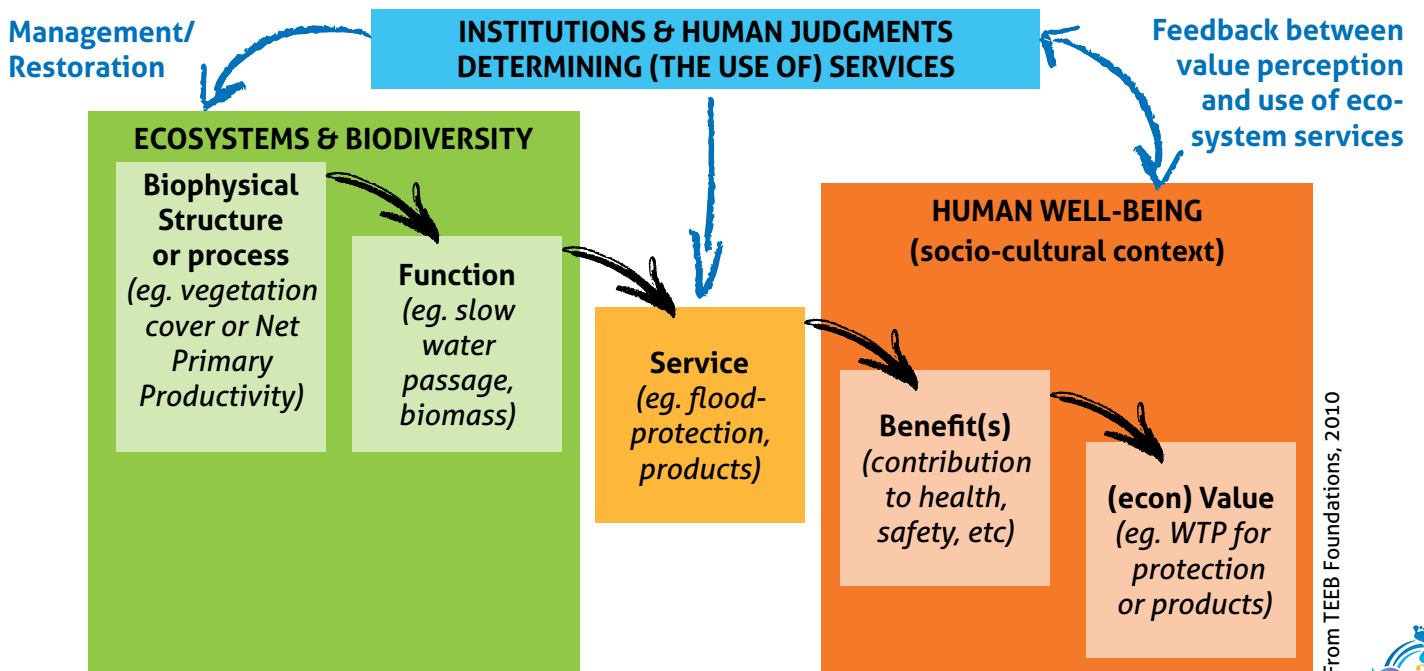 Management/
Restoration
INSTITUTIONS & HUMAN JUDGMENTS
DETERMINING (THE USE OF) SERVICES
Feedback between
value perception
and use of eco-
system services
ECOSYSTEMS & BIODIVERSITY
Biophysical
Structure
or process
(eg. vegetation
cover or Net
Primary
Productivity)
Function
(eg. slow
water
passage,
biomass)
Service
(eg. flood-
protection,
products)
HUMAN WELL-BEING
(socio-cultural context)
Benefit(s)
(contribution
to health,
safety, etc)
(econ) Value
(eg. WTP for
protection
or products)
From TEEB Foundations, 2010